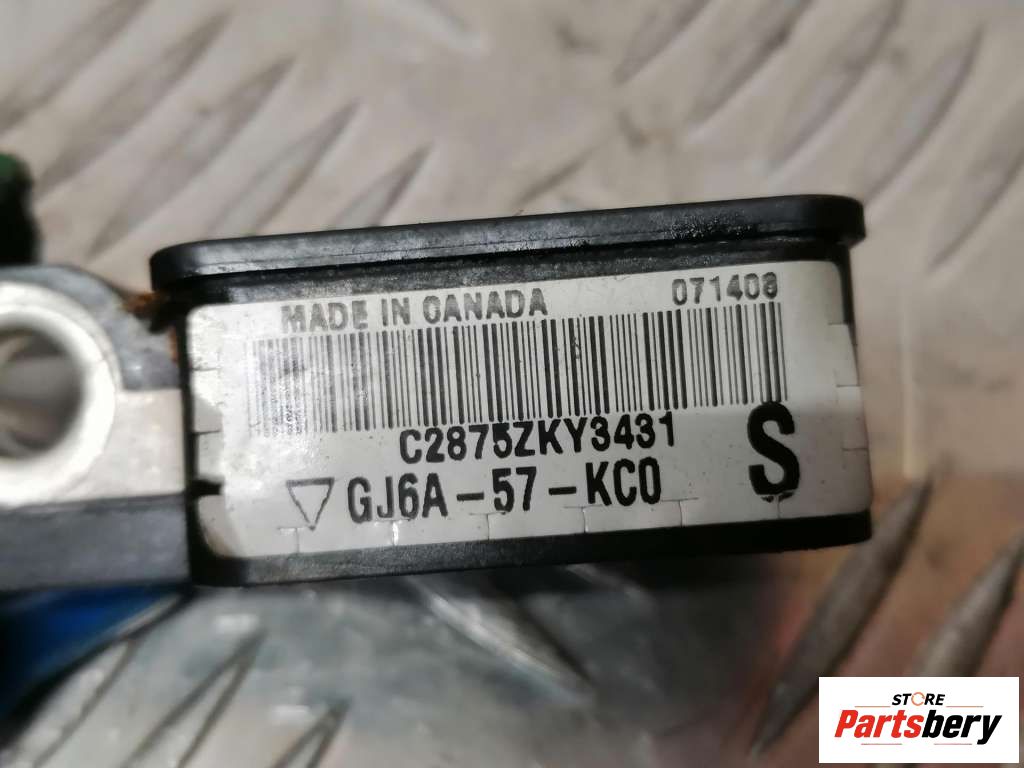 MADE IN CANADA 071408
C2875ZKY3431
GJ6A-57-KC0 S
STORE
Partsbery